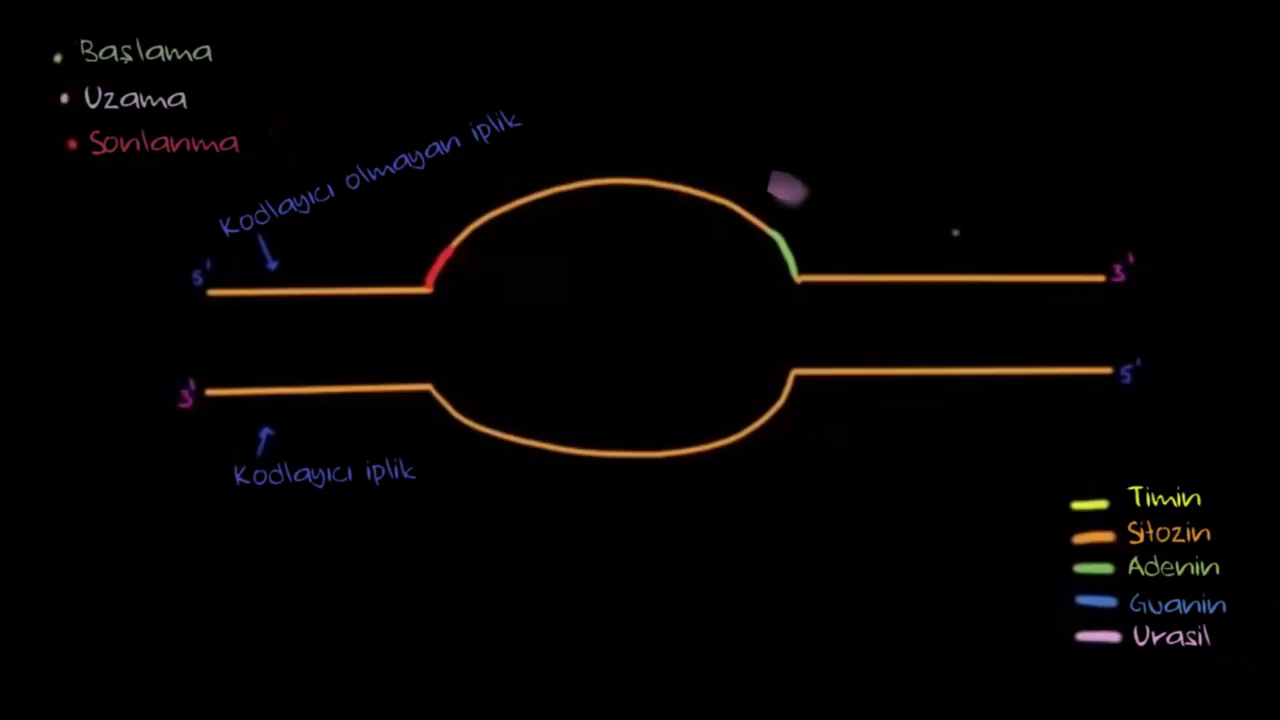 Başlama
Uzama
Sonlanma
Kodlayıcı olmayan iplik
5'
3'
3'
5'
Kodlayıcı iplik
Timin
Sitozin
Adenin
Guanin
Urasil